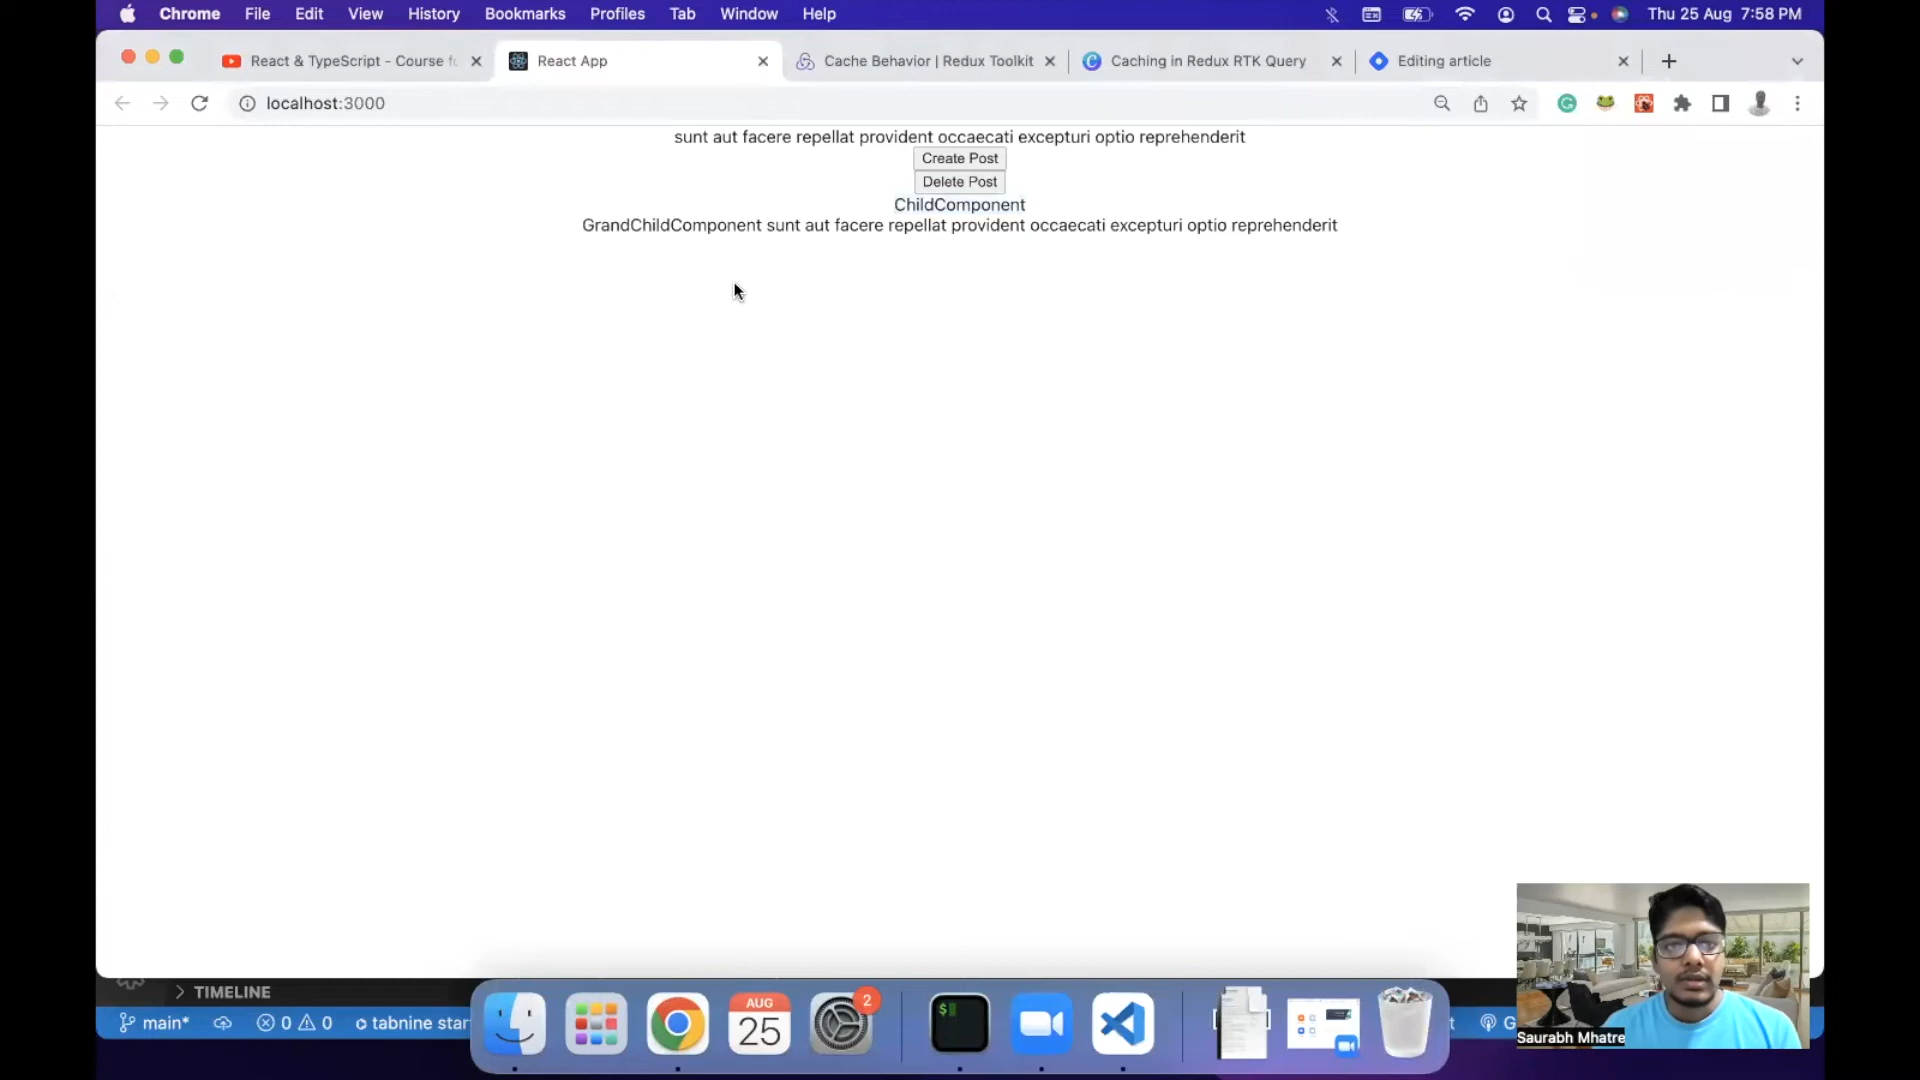 Chrome File Edit View History Bookmarks Profiles Tab Window Help Thu 25 Aug 7:58 PM
React & TypeScript - Course fo React App Cache Behavior | Redux Toolkit Caching in Redux RTK Query Editing article
localhost:3000
sunt aut facere repellat provident occaecati excepturi optio reprehenderit
Create Post
Delete Post
ChildComponent
GrandChildComponent sunt aut facere repellat provident occaecati excepturi optio reprehenderit
TIMELINE
main* 0 0 tabnine star
AUG
25
2
$
Saurabh Mhatre